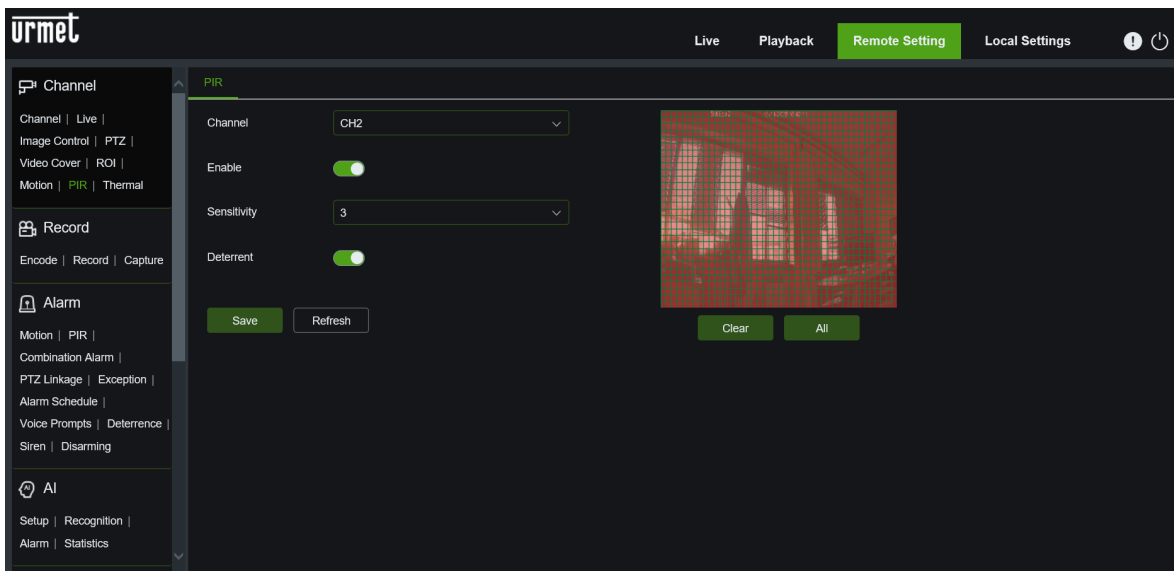 urmet
Live Playback Remote Setting Local Settings
Channel
Channel | Live |
Image Control | PTZ |
Video Cover | ROI |
Motion | PIR | Thermal
Record
Encode | Record | Capture
Alarm
Motion | PIR |
Combination Alarm |
PTZ Linkage | Exception |
Alarm Schedule |
Voice Prompts | Deterrence |
Siren | Disarming
AI
AI
Setup | Recognition |
Alarm | Statistics
PIR
Channel CH2
Enable
Sensitivity 3
Deterrent
Save Refresh
Clear All